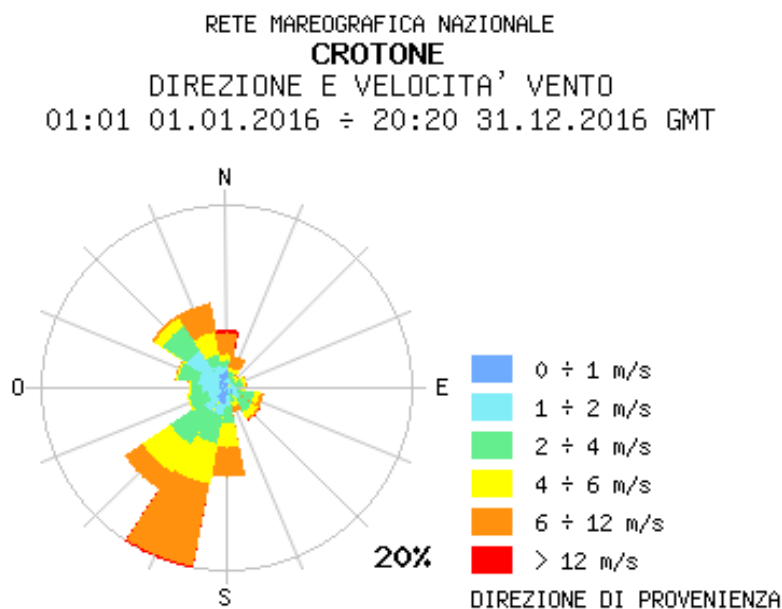 RETE MAREOGRAFICA NAZIONALE
CROTONE
DIREZIONE E VELOCITA' VENTO
01:01 01.01.2016 ÷ 20:20 31.12.2016 GMT
N
O
E
S
20%
0 ÷ 1 m/s
1 ÷ 2 m/s
2 ÷ 4 m/s
4 ÷ 6 m/s
6 ÷ 12 m/s
> 12 m/s
DIREZIONE DI PROVENIENZA